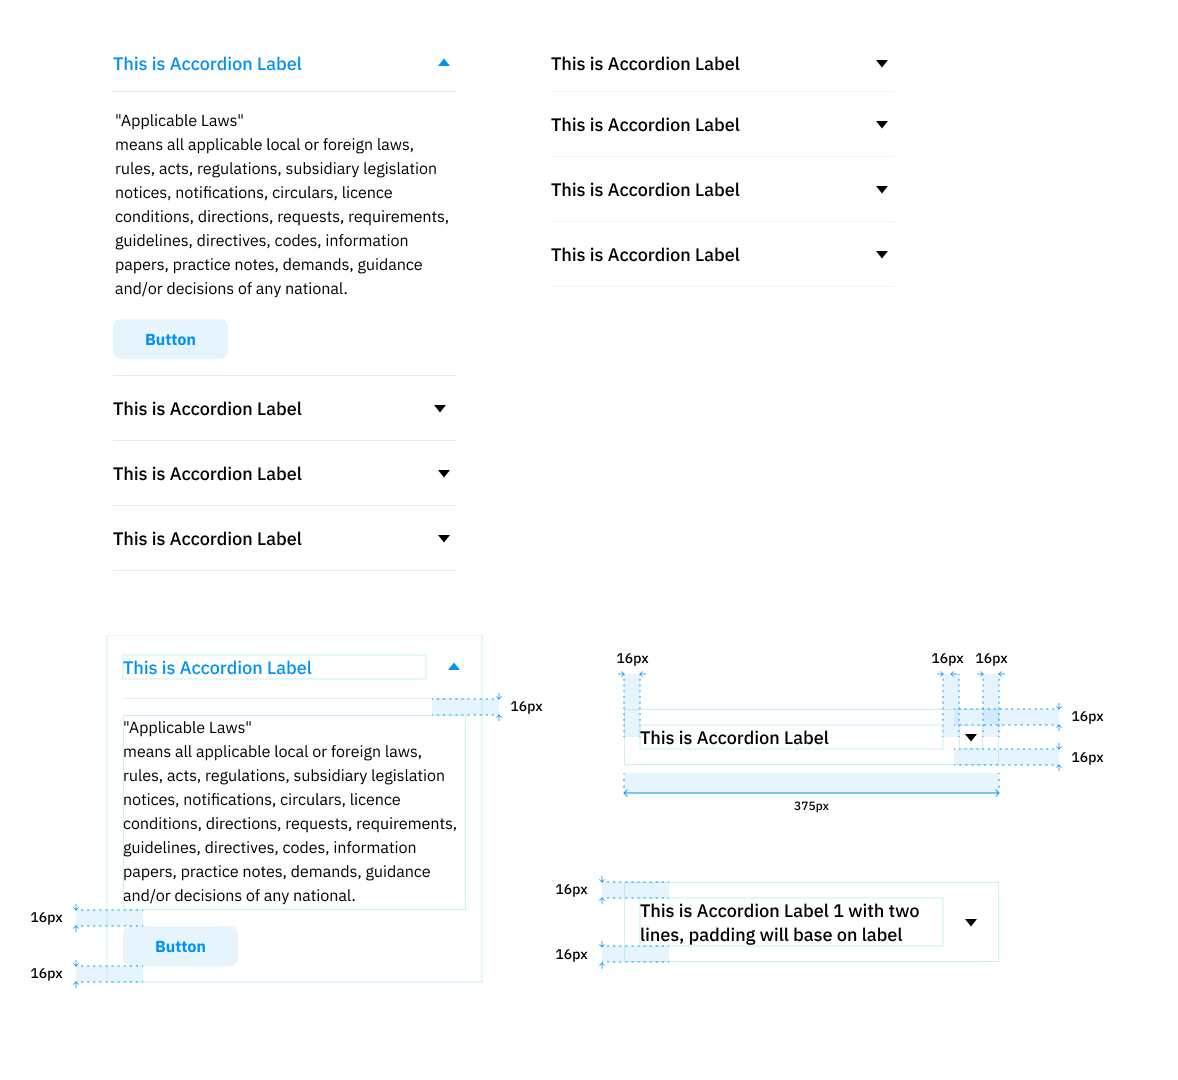 This is Accordion Label
"Applicable Laws"
means all applicable local or foreign laws,
rules, acts, regulations, subsidiary legislation
notices, notifications, circulars, licence
conditions, directions, requests, requirements,
guidelines, directives, codes, information
papers, practice notes, demands, guidance
and/or decisions of any national.
Button
This is Accordion Label
This is Accordion Label
This is Accordion Label
This is Accordion Label
This is Accordion Label
This is Accordion Label
This is Accordion Label
This is Accordion Label
16px
"Applicable Laws"
means all applicable local or foreign laws,
rules, acts, regulations, subsidiary legislation
notices, notifications, circulars, licence
conditions, directions, requests, requirements,
guidelines, directives, codes, information
papers, practice notes, demands, guidance
and/or decisions of any national.
16px
Button
16px
16px
16px
16px
16px
This is Accordion Label
16px
375px
16px
This is Accordion Label 1 with two
lines, padding will base on label
16px